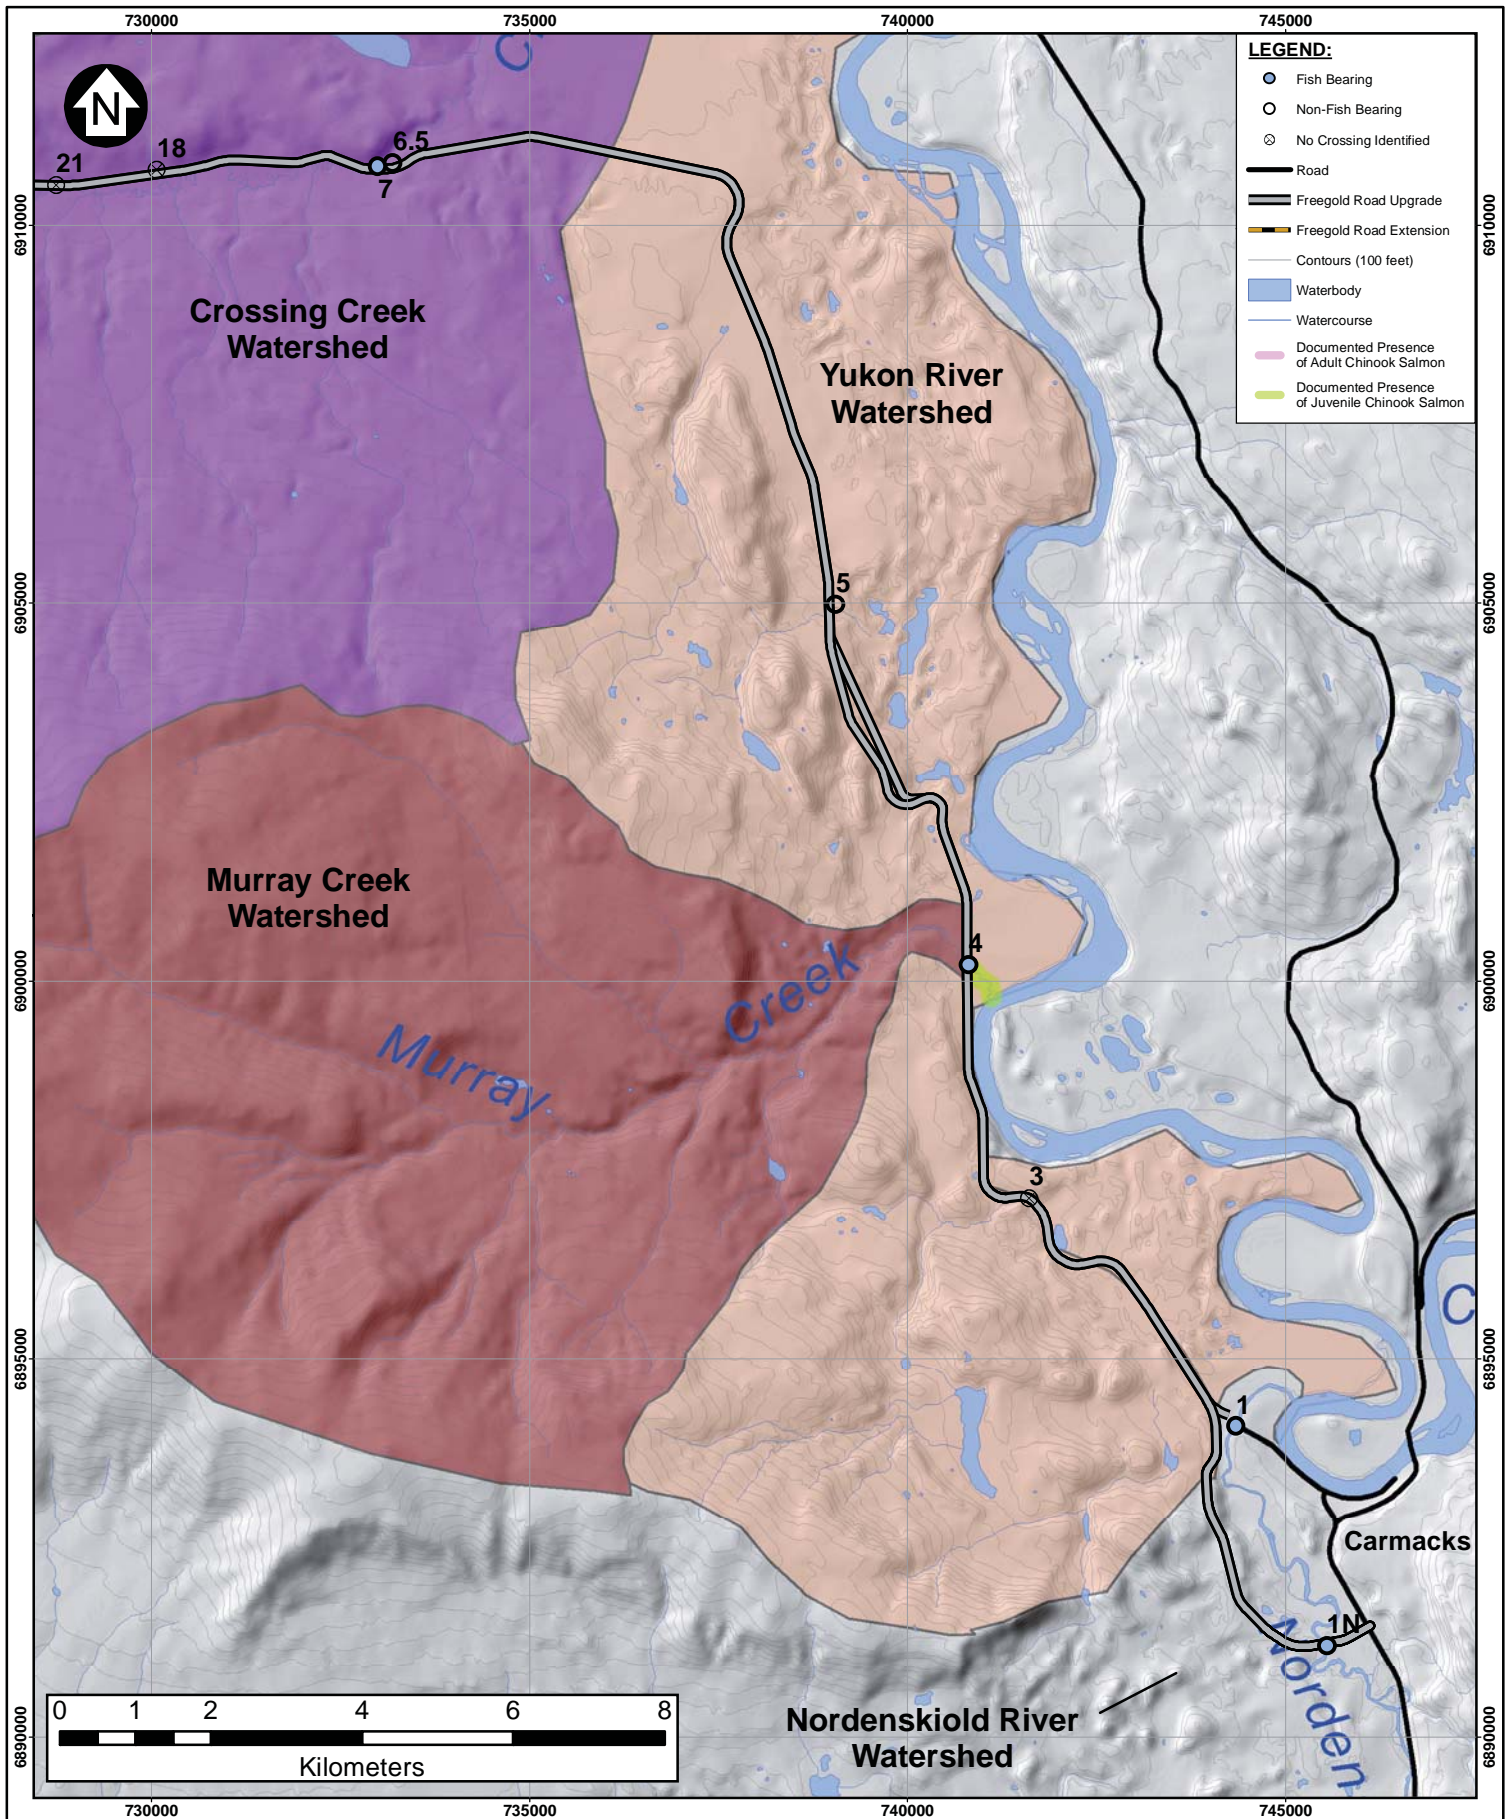 730000
735000
740000
745000
LEGEND:
Fish Bearing
Non-Fish Bearing
No Crossing Identified
Road
Freegold Road Upgrade
Freegold Road Extension
Contours (100 feet)
Waterbody
Watercourse
Documented Presence
of Adult Chinook Salmon
Documented Presence
of Juvenile Chinook Salmon
N
C
21
18
6.5
7
6910000
6910000
Crossing Creek
Watershed
Yukon River
Watershed
5
6905000
6905000
Murray Creek
Watershed
4
6900000
6900000
Murray Creek
3
C
6895000
6895000
1
Carmacks
1N
Norden
Nordenskiold River
Watershed
6890000
6890000
0
1
2
4
6
8
Kilometers
730000
735000
740000
745000